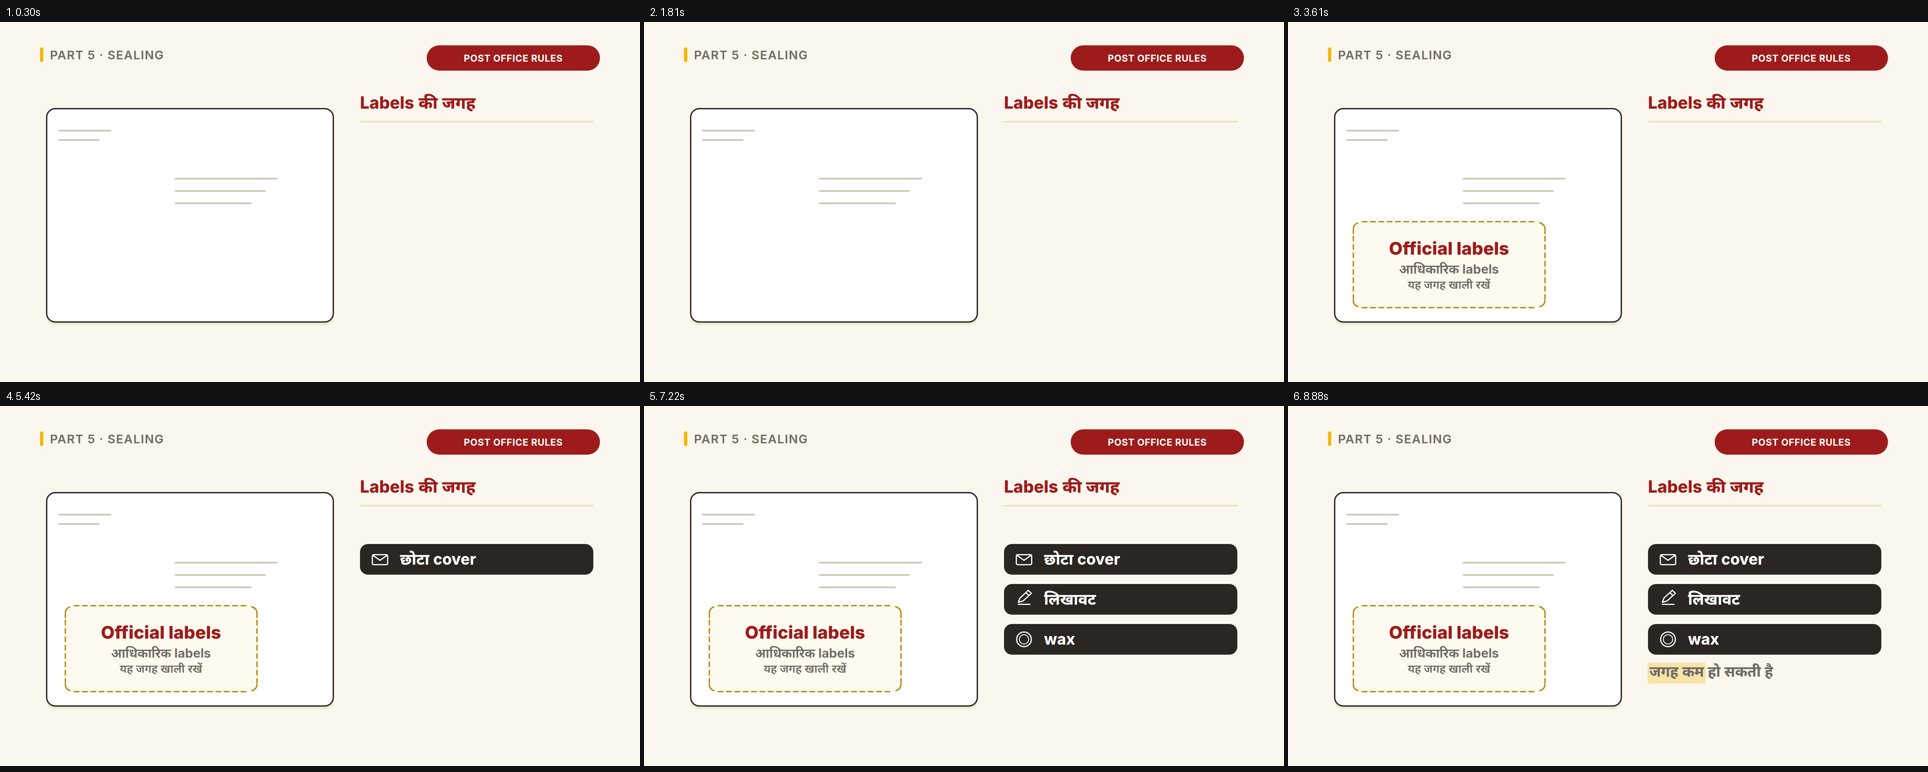 1. 0.30s
PART 5 · SEALING
POST OFFICE RULES
Labels की जगह
2. 1.81s
PART 5 · SEALING
POST OFFICE RULES
Labels की जगह
3. 3.61s
PART 5 · SEALING
POST OFFICE RULES
Labels की जगह
Official labels
आधिकारिक labels
यह जगह खाली रखें
4. 5.42s
PART 5 · SEALING
POST OFFICE RULES
Labels की जगह
छोटा cover
Official labels
आधिकारिक labels
यह जगह खाली रखें
5. 7.22s
PART 5 · SEALING
POST OFFICE RULES
Labels की जगह
छोटा cover
लिखावट
wax
Official labels
आधिकारिक labels
यह जगह खाली रखें
6. 8.88s
PART 5 · SEALING
POST OFFICE RULES
Labels की जगह
छोटा cover
लिखावट
wax
जगह कम हो सकती है
Official labels
आधिकारिक labels
यह जगह खाली रखें